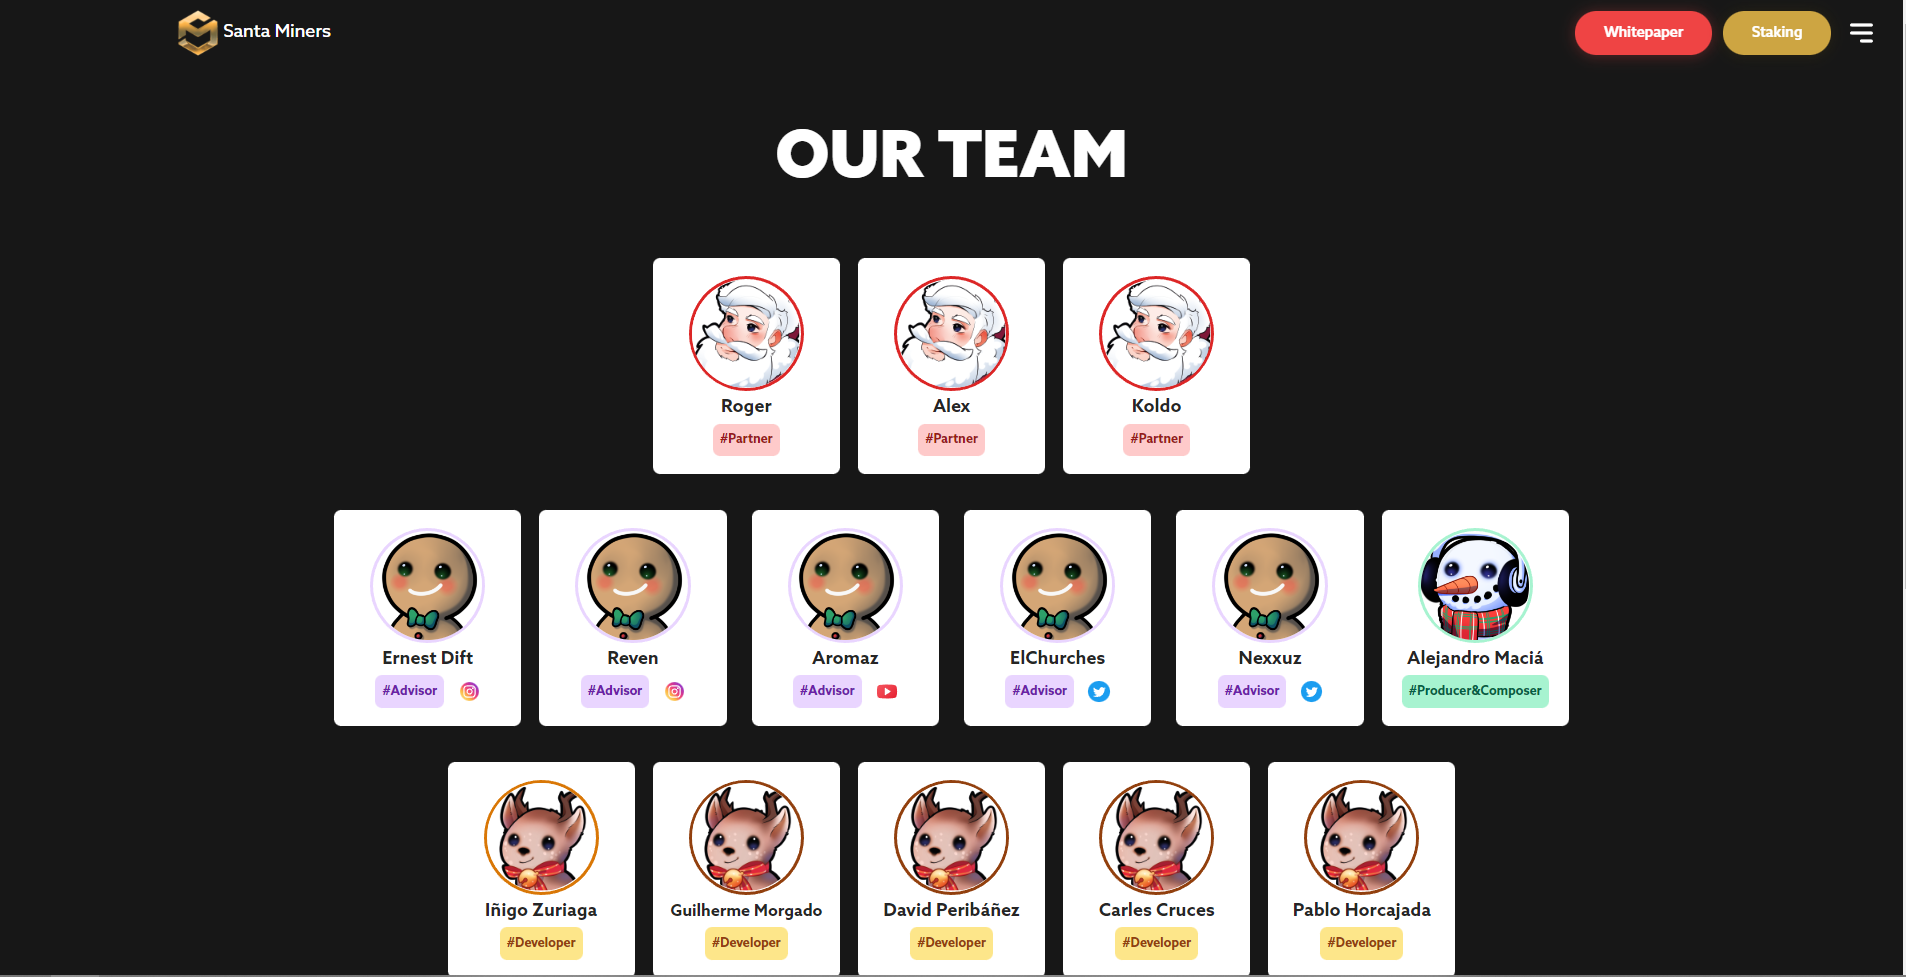 Santa Miners
Whitepaper
Staking
OUR TEAM
Roger
#Partner
Alex
#Partner
Koldo
#Partner
Ernest Dift
#Advisor
Reven
#Advisor
Aromaz
#Advisor
ElChurches
#Advisor
Nexxuz
#Advisor
Alejandro Maciá
#Producer&Composer
Iñigo Zuriaga
#Developer
Guilherme Morgado
#Developer
David Peribáñez
#Developer
Carles Cruces
#Developer
Pablo Horcajada
#Developer